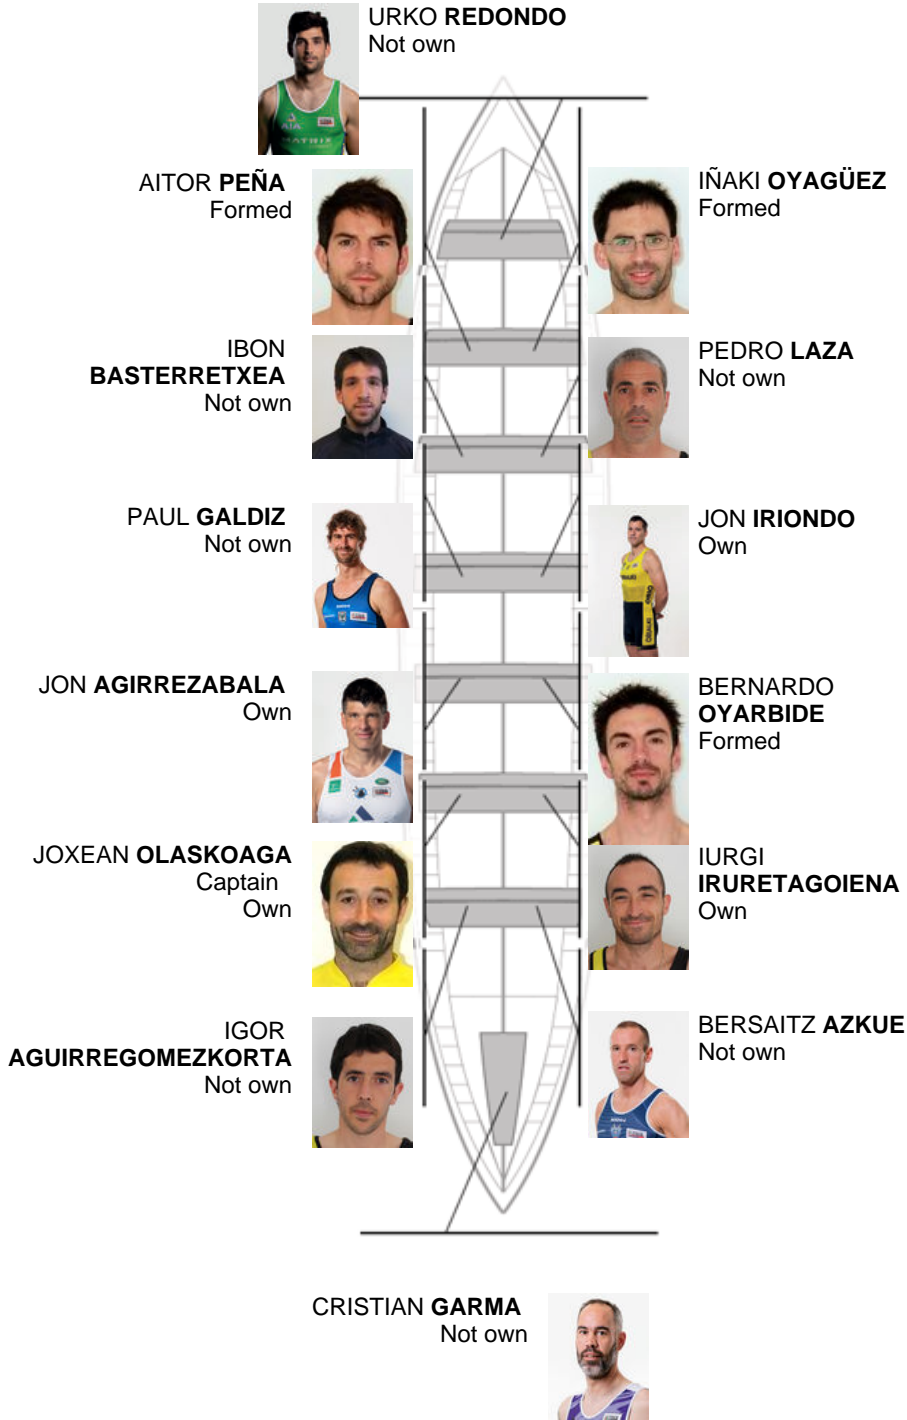 URKO REDONDO
Not own
AITOR PEÑA
Formed
IÑAKI OYAGÜEZ
Formed
IBON
BASTERRETXEA
Not own
PEDRO LAZA
Not own
PAUL GALDIZ
Not own
JON IRIONDO
Own
JON AGIRREZABALA
Own
BERNARDO
OYARBIDE
Formed
JOXEAN OLASKOAGA
Captain
Own
IURGI
IRURETAGOIENA
Own
IGOR
AGUIRREGOMEZKORTA
Not own
BERSAITZ AZKUE
Not own
CRISTIAN GARMA
Not own